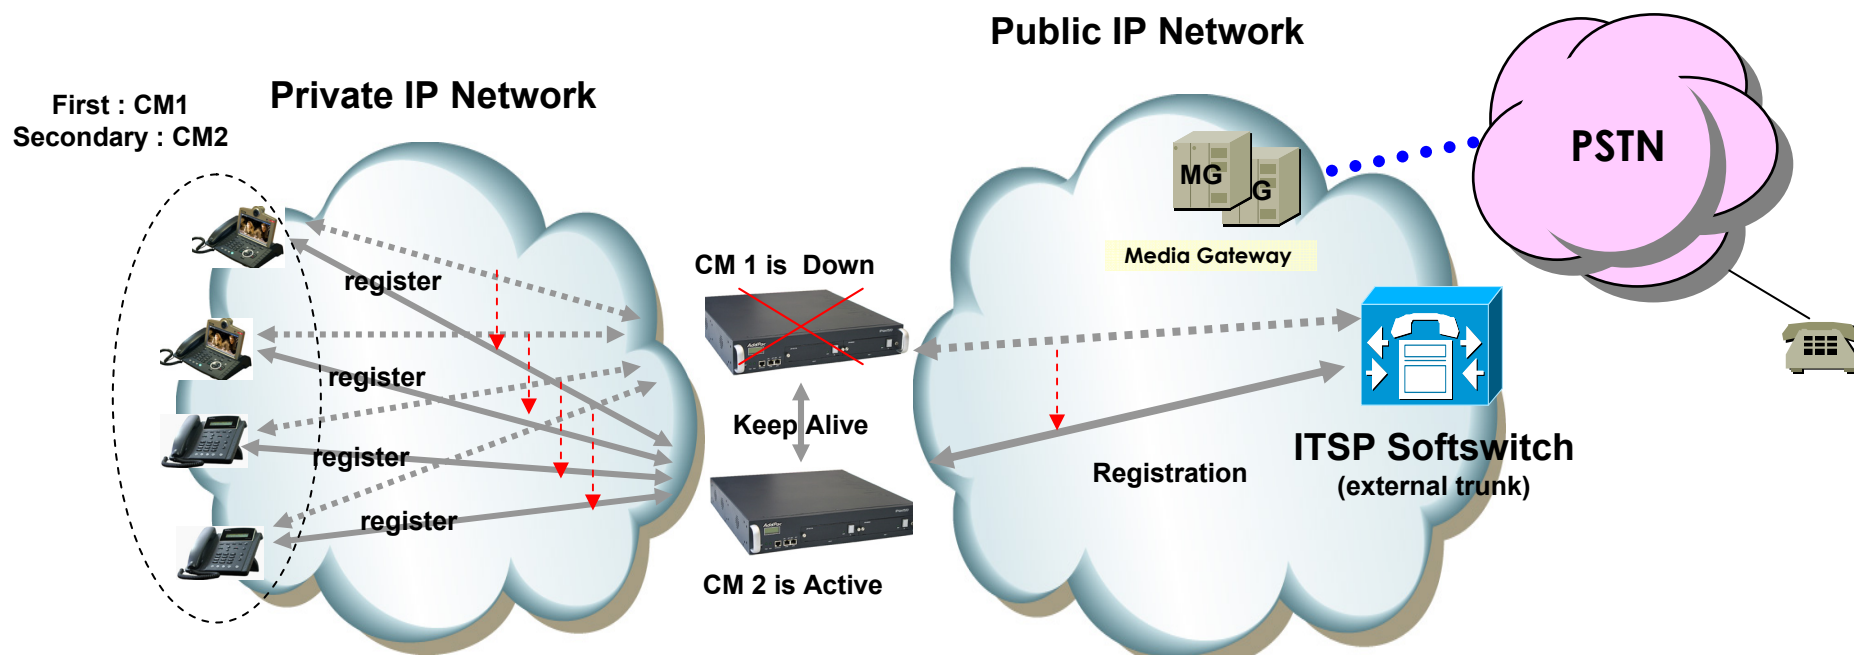 Public IP Network
Private IP Network
First : CM1
Secondary : CM2
PSTN
MG
G
Media Gateway
CM 1 is Down
register
register
register
register
Keep Alive
Registration
ITSP Softswitch
(external trunk)
CM 2 is Active